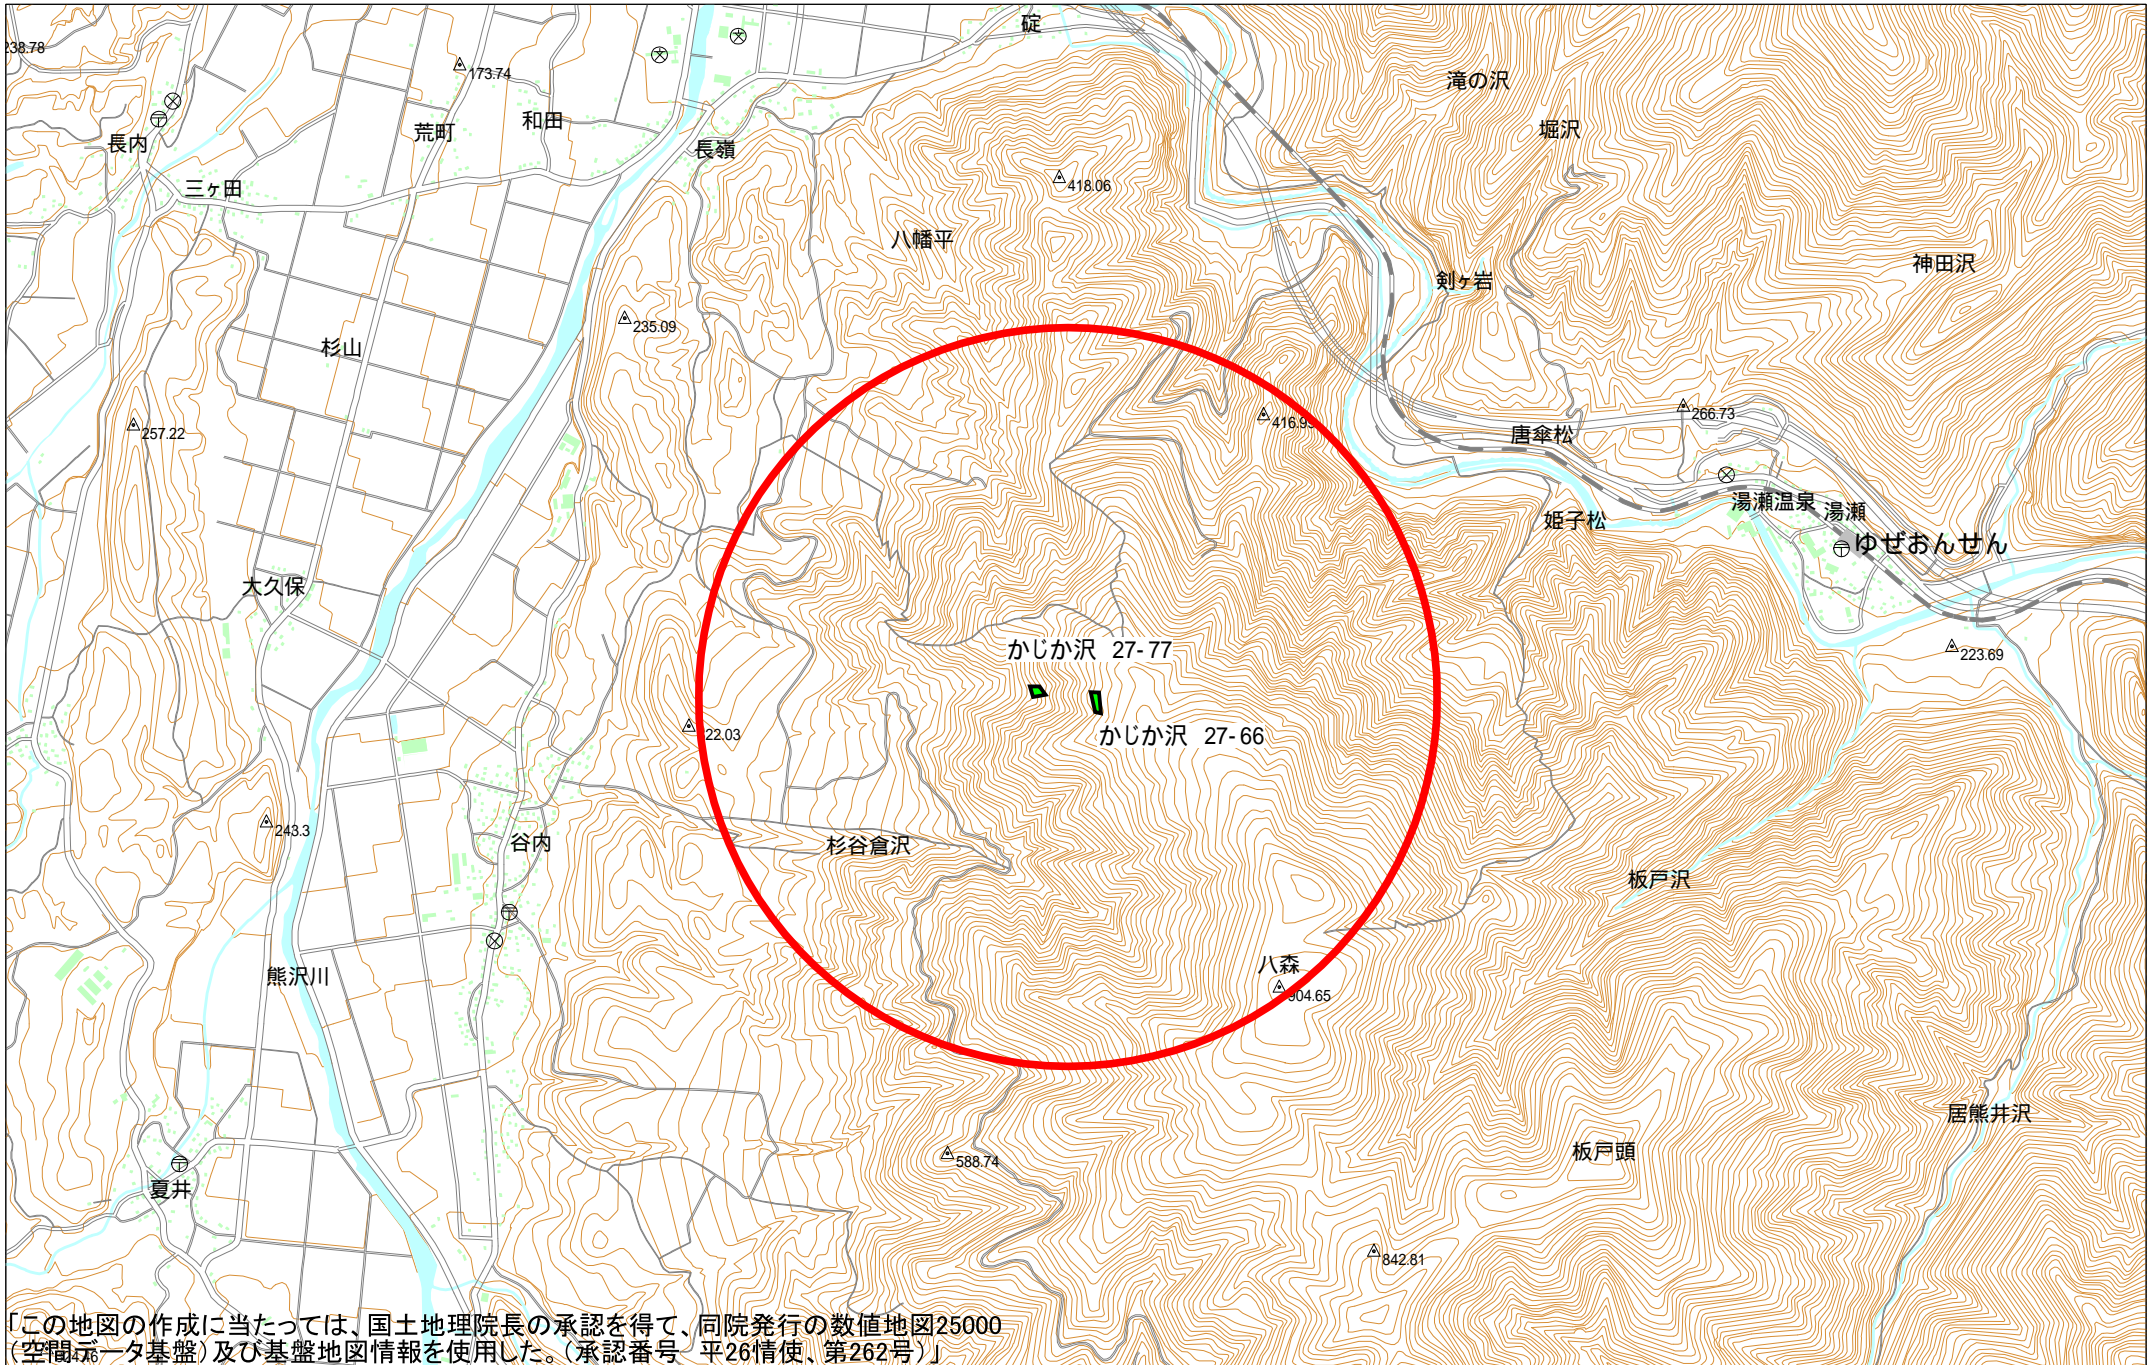 碇
238.78
173.74
滝の沢
長内
荒町
和田
長嶺
堀沢
三ヶ田
418.06
八幡平
神田沢
剣ヶ岩
235.09
杉山
257.22
416.95
266.73
唐傘松
湯瀬温泉
湯瀬
姫子松
ゆぜおんせん
大久保
かじか沢 27-77
223.69
22.03
かじか沢 27-66
243.3
谷内
杉谷倉沢
板戸沢
八森
熊沢川
904.65
居熊井沢
板戸頭
588.74
夏井
842.81
「この地図の作成に当たっては、国土地理院長の承認を得て、同院発行の数値地図25000
（空間データ基盤）及び基盤地図情報を使用した。（承認番号 平26情使、第262号）」